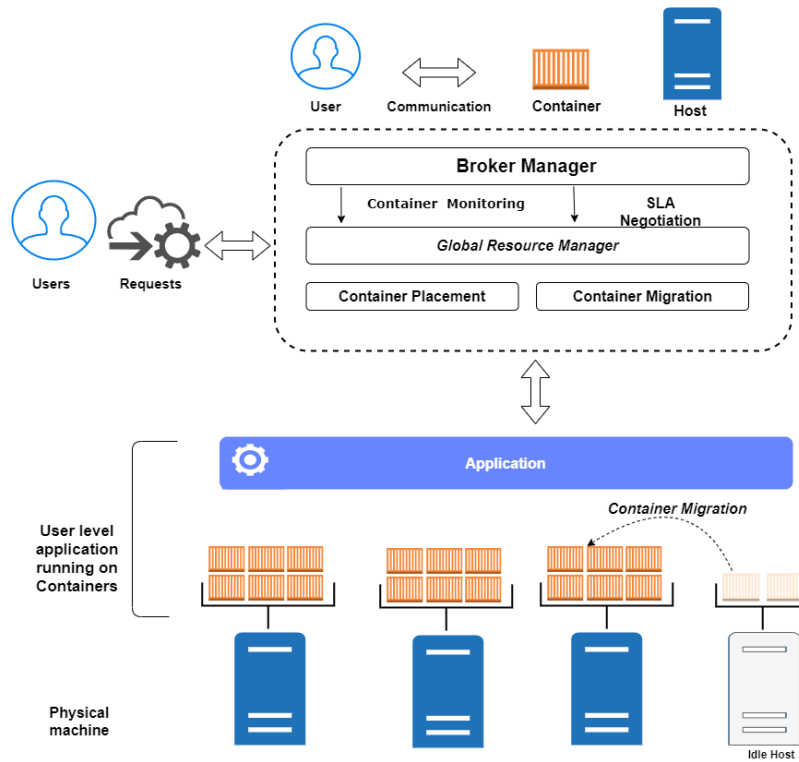 User
Communication
Container
Host
Broker Manager
Container Monitoring
SLA
Negotiation
Global Resource Manager
Users
Requests
Container Placement
Container Migration
Application
Container Migration
User level
application
running on
Containers
Physical
machine
Idle Host